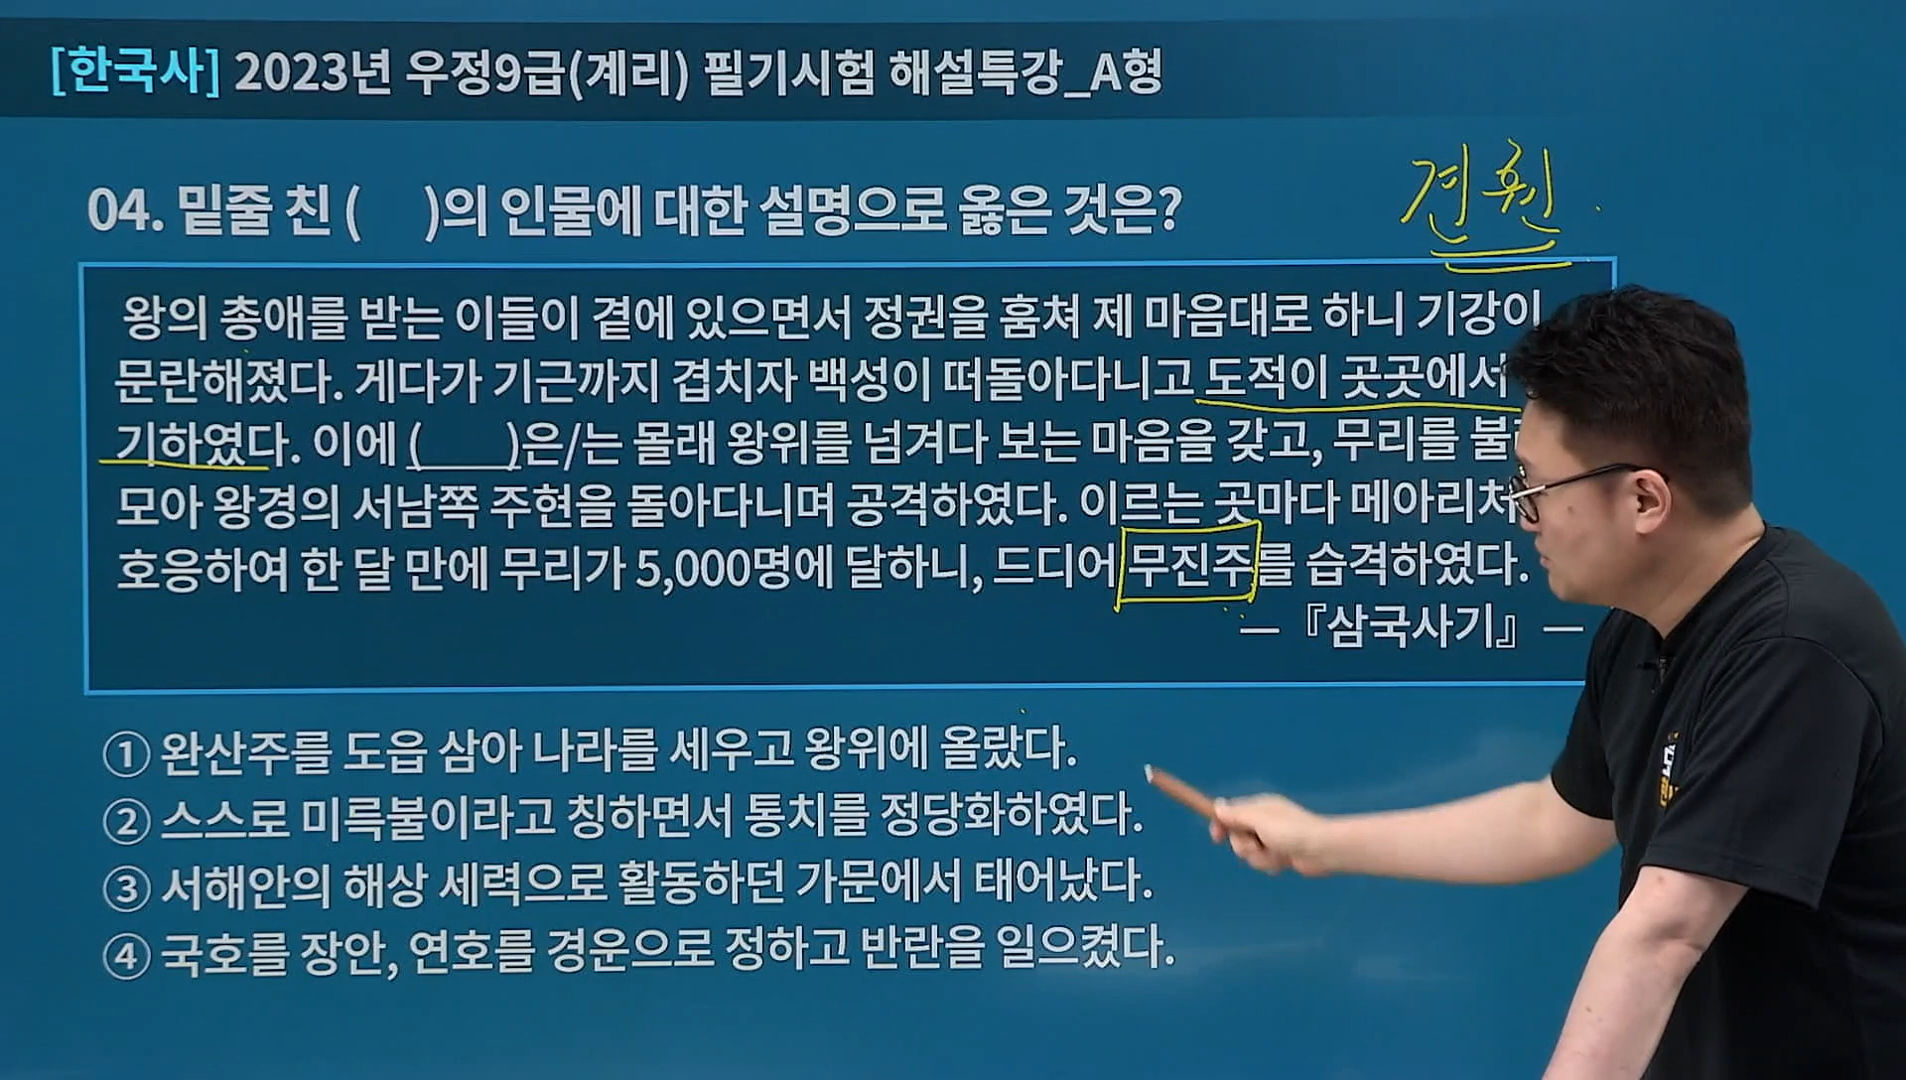 [한국사] 2023년 우정9급(계리) 필기시험 해설특강_A형
견훤
04. 밑줄 친 (    )의 인물에 대한 설명으로 옳은 것은?
왕의 총애를 받는 이들이 곁에 있으면서 정권을 훔쳐 제 마음대로 하니 기강이
문란해졌다. 게다가 기근까지 겹치자 백성이 떠돌아다니고 도적이 곳곳에서
기하였다. 이에 (____)은/는 몰래 왕위를 넘겨다 보는 마음을 갖고, 무리를
모아 왕경의 서남쪽 주현을 돌아다니며 공격하였다. 이르는 곳마다 메아리처
호응하여 한 달 만에 무리가 5,000명에 달하니, 드디어 무진주를 습격하였다.
—『삼국사기』—
① 완산주를 도읍 삼아 나라를 세우고 왕위에 올랐다.
② 스스로 미륵불이라고 칭하면서 통치를 정당화하였다.
③ 서해안의 해상 세력으로 활동하던 가문에서 태어났다.
④ 국호를 장안, 연호를 경운으로 정하고 반란을 일으켰다.